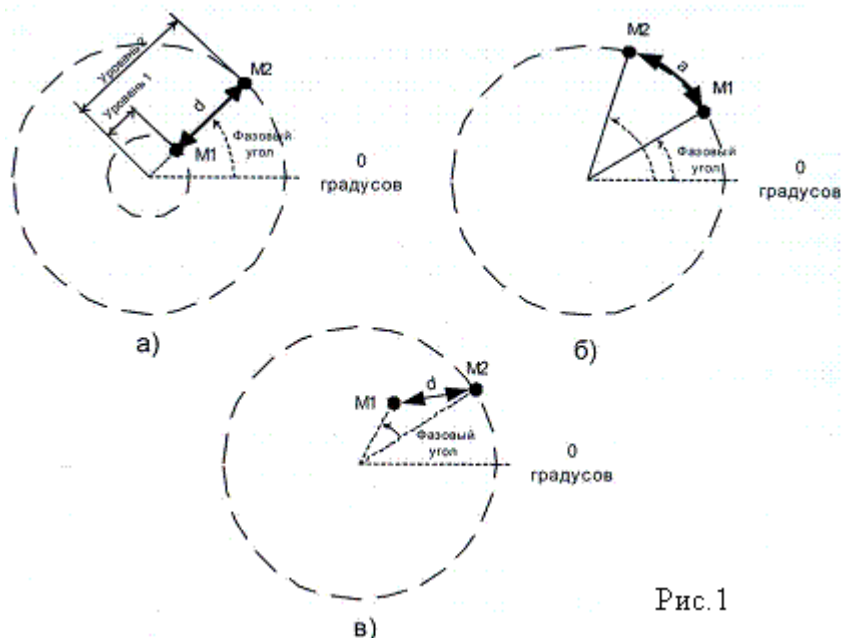 Уровень 2
Уровень 1
M2
d
Фазовый
угол
M1
0
градусов
а)
M2
a
M1
Фазовый
угол
0
градусов
б)
M2
d
M1
Фазовый
угол
0
градусов
в)
Рис.1